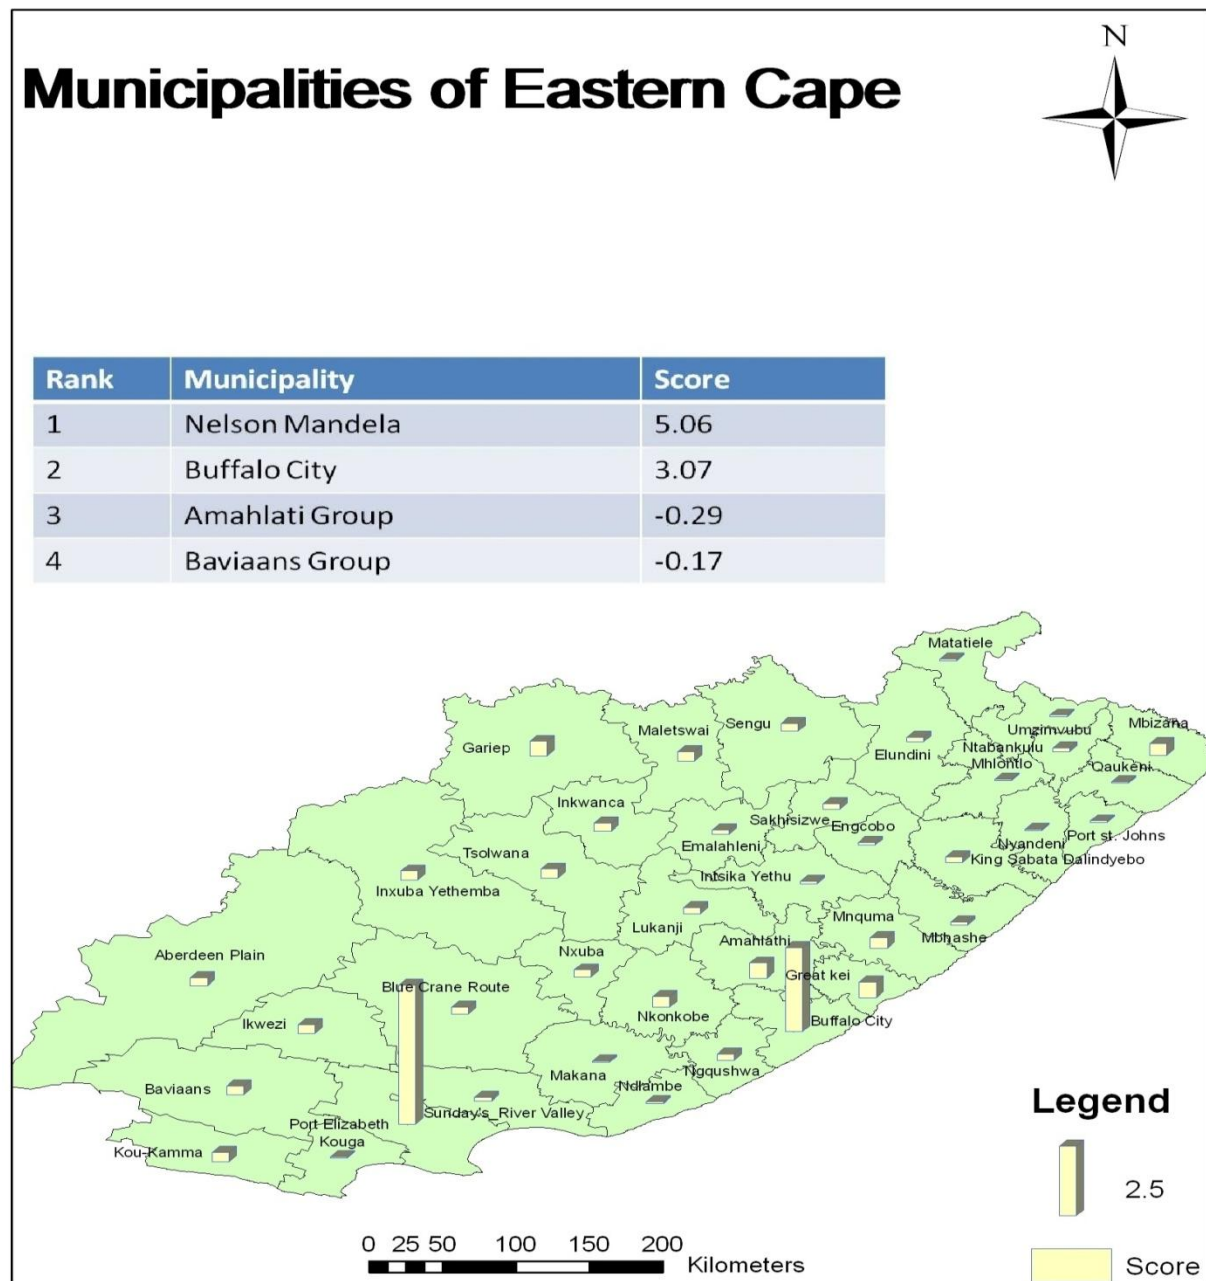 N
Municipalities of Eastern Cape
Rank Municipality Score
1 Nelson Mandela 5.06
2 Buffalo City 3.07
3 Amahlati Group -0.29
4 Baviaans Group -0.17
Matatiele
Sengu
Maletswai
Gariep
Elundini
Umzimvubu
Mbizana
Ntabankulu
Mhlontlo
Qaukeni
Inkwanca
Sakhisizwe
Engcobo
Emalahleni
Port st. Johns
Nyandeni
King Sabata Dalindyebo
Tsolwana
Intsika Yethu
Inxuba Yethemba
Lukanji
Mnquma
Mbhashe
Amahlathi
Nxuba
Aberdeen Plain
Great kei
Blue Crane Route
Nkonkobe
Buffalo City
Ikwezi
Makana
Ngqushwa
Ndlambe
Baviaans
Sunday's_River Valley
Port Elizabeth
Kouga
Kou-Kamma
Legend
2.5
Score
0 25 50 100 150 200
Kilometers